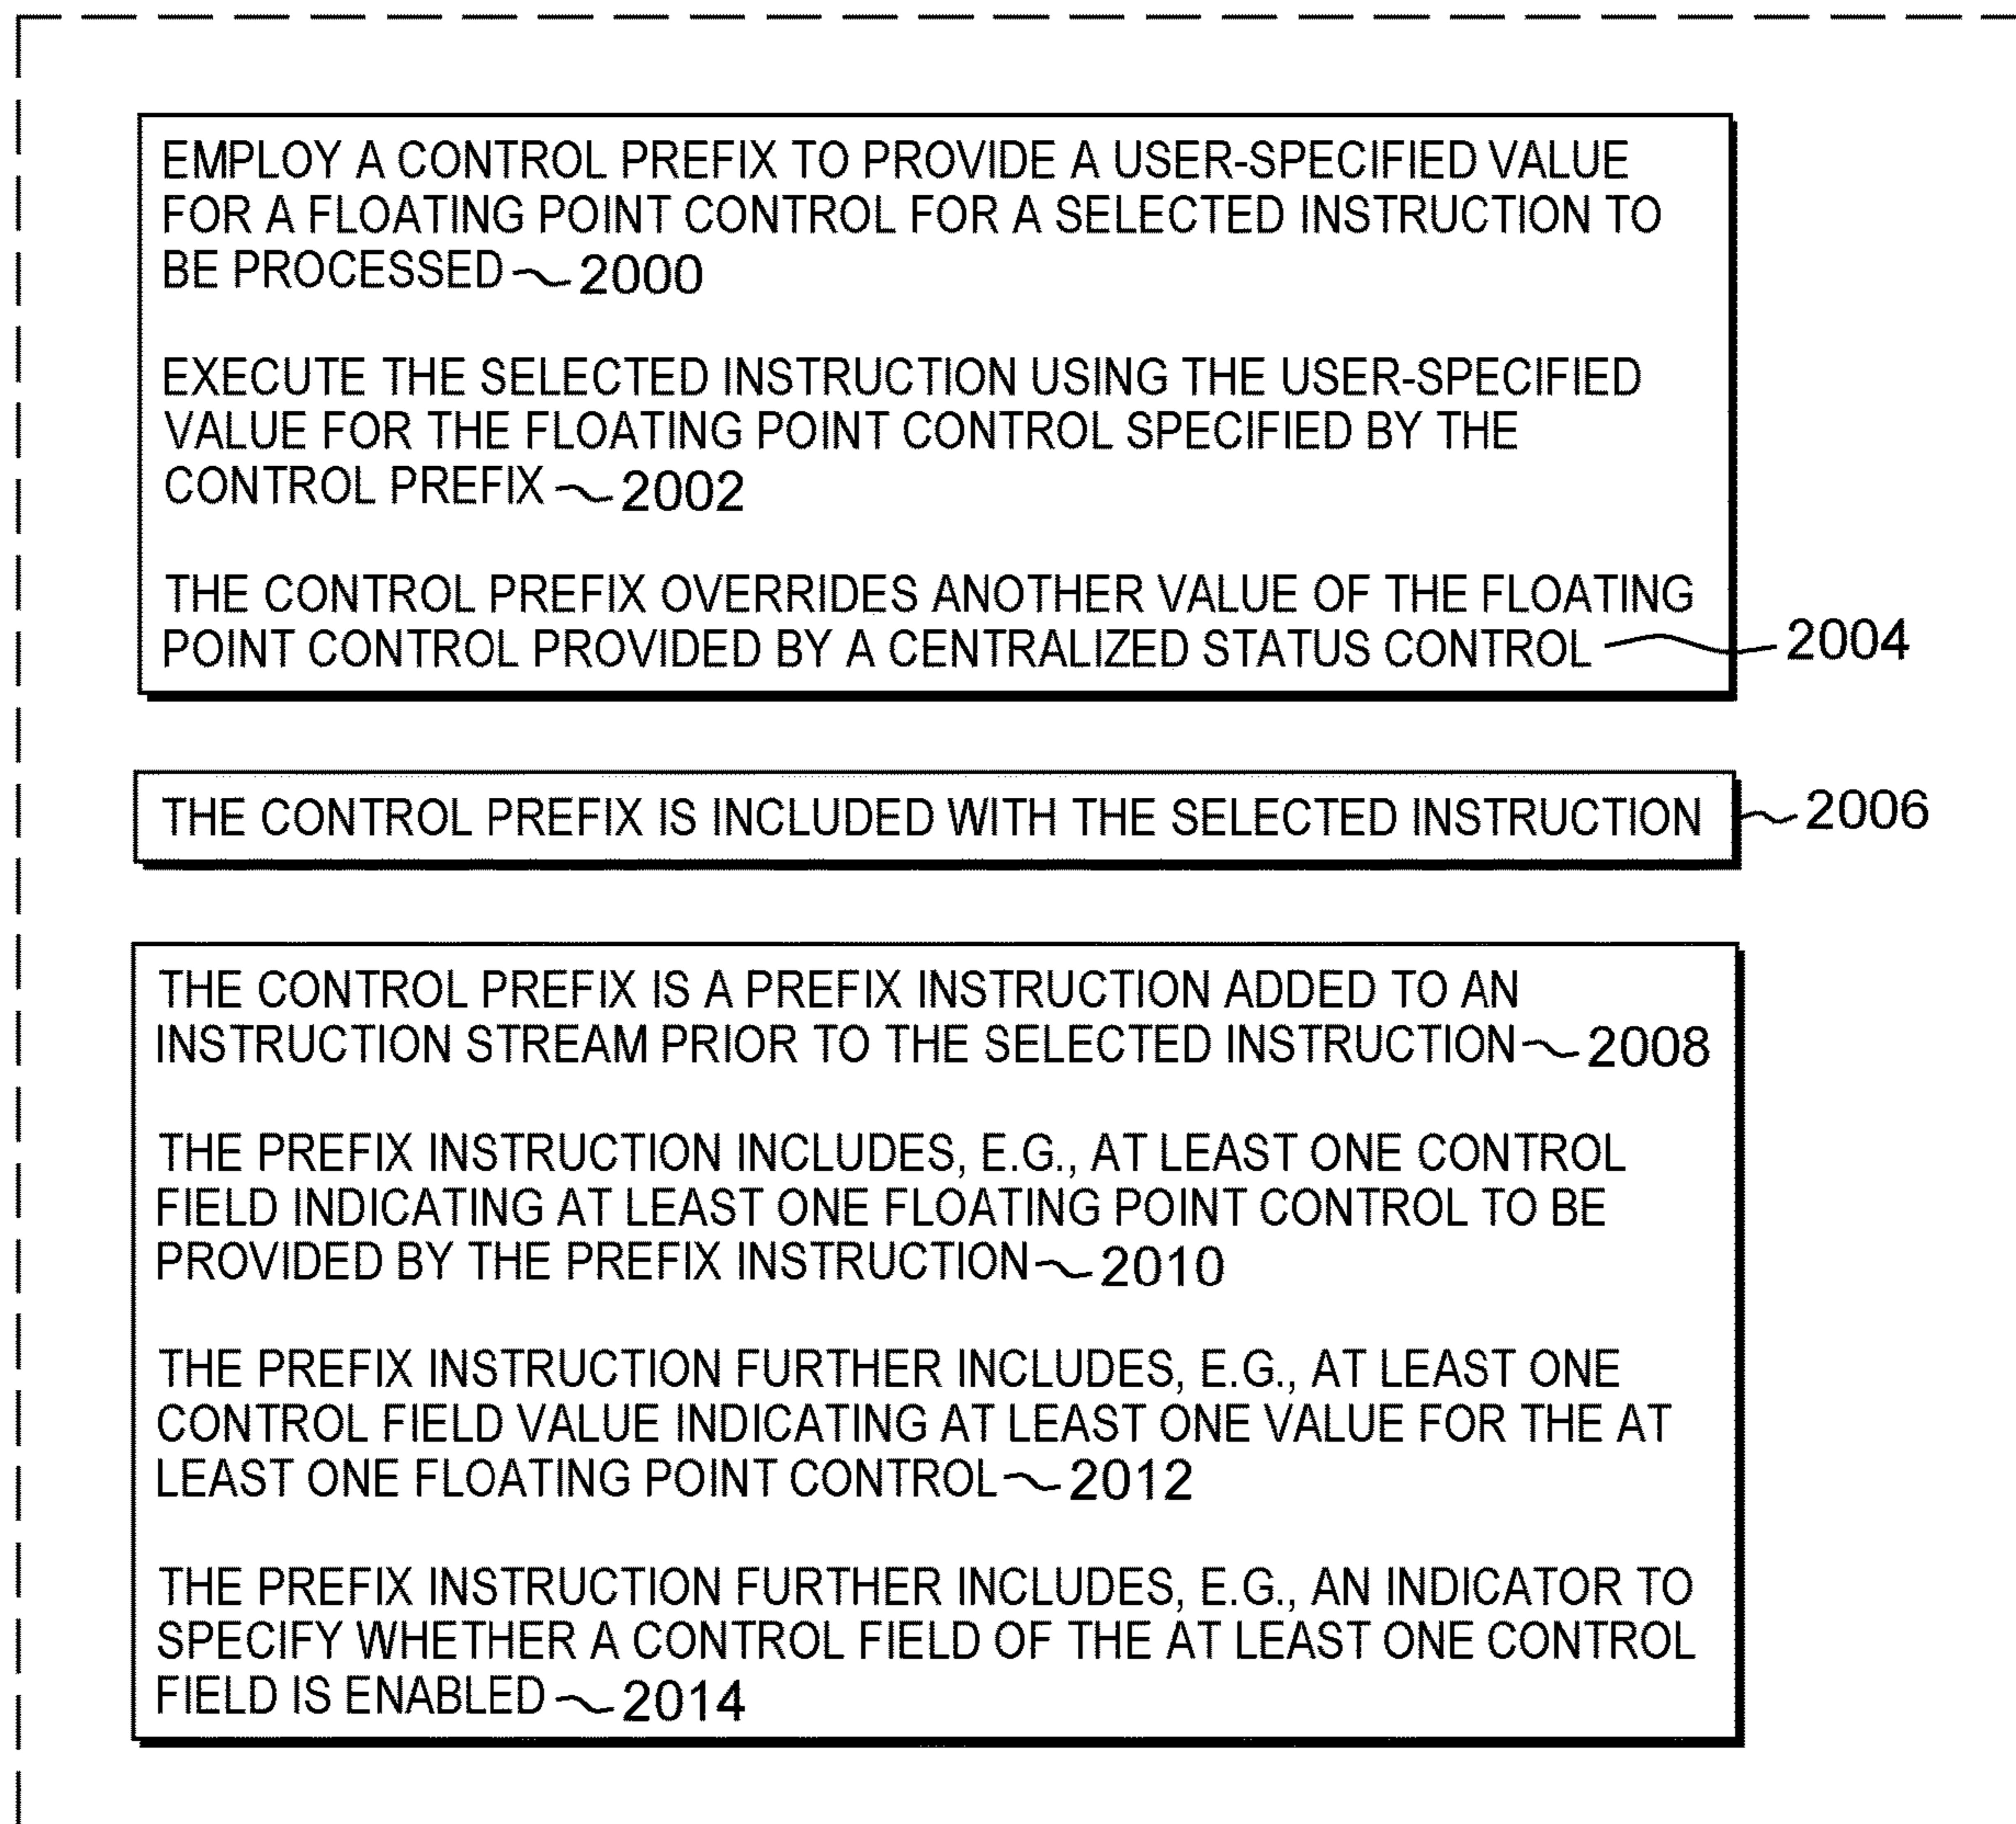 EMPLOY A CONTROL PREFIX TO PROVIDE A USER-SPECIFIED VALUE
FOR A FLOATING POINT CONTROL FOR A SELECTED INSTRUCTION TO
BE PROCESSED 2000
EXECUTE THE SELECTED INSTRUCTION USING THE USER-SPECIFIED
VALUE FOR THE FLOATING POINT CONTROL SPECIFIED BY THE
CONTROL PREFIX 2002
THE CONTROL PREFIX OVERRIDES ANOTHER VALUE OF THE FLOATING
POINT CONTROL PROVIDED BY A CENTRALIZED STATUS CONTROL 2004
THE CONTROL PREFIX IS INCLUDED WITH THE SELECTED INSTRUCTION 2006
THE CONTROL PREFIX IS A PREFIX INSTRUCTION ADDED TO AN
INSTRUCTION STREAM PRIOR TO THE SELECTED INSTRUCTION 2008
THE PREFIX INSTRUCTION INCLUDES, E.G., AT LEAST ONE CONTROL
FIELD INDICATING AT LEAST ONE FLOATING POINT CONTROL TO BE
PROVIDED BY THE PREFIX INSTRUCTION 2010
THE PREFIX INSTRUCTION FURTHER INCLUDES, E.G., AT LEAST ONE
CONTROL FIELD VALUE INDICATING AT LEAST ONE VALUE FOR THE AT
LEAST ONE FLOATING POINT CONTROL 2012
THE PREFIX INSTRUCTION FURTHER INCLUDES, E.G., AN INDICATOR TO
SPECIFY WHETHER A CONTROL FIELD OF THE AT LEAST ONE CONTROL
FIELD IS ENABLED 2014